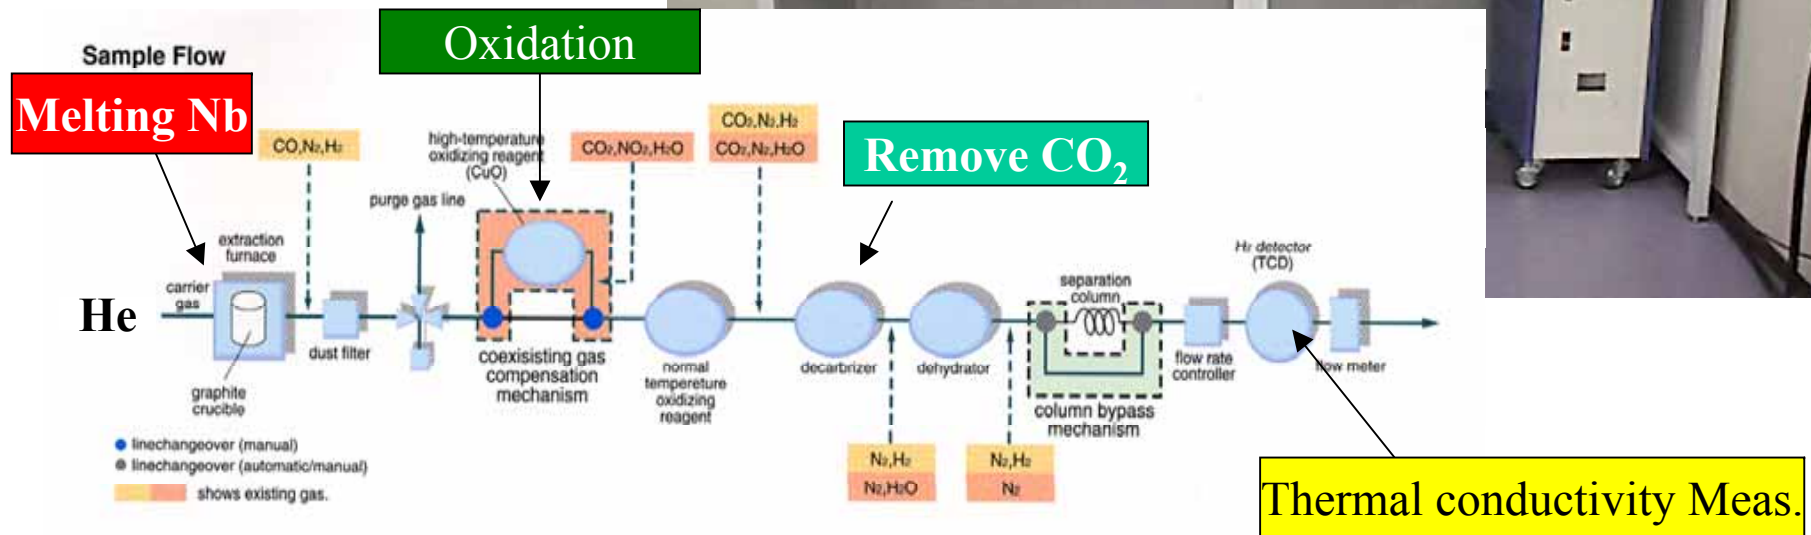 Sample Flow
Oxidation
Melting Nb
CO,N2,H2
high-temperature
oxidizing reagent
(CuO)
CO2,NO2,H2O
CO2,N2,H2
CO2,N2,H2O
Remove CO2
purge gas line
extraction
furnace
carrier
gas
He
dust filter
graphite
crucible
coexisisting gas
compensation
mechanism
normal
tempereture
oxidizing
reagent
decarbrizer
dehydrator
separation
column
column bypass
mechanism
flow rate
controller
H2 detector
(TCD)
flow meter
linechangeover (manual)
linechangeover (automatic/manual)
shows existing gas.
N2,H2
N2,H2O
N2,H2
N2
Thermal conductivity Meas.